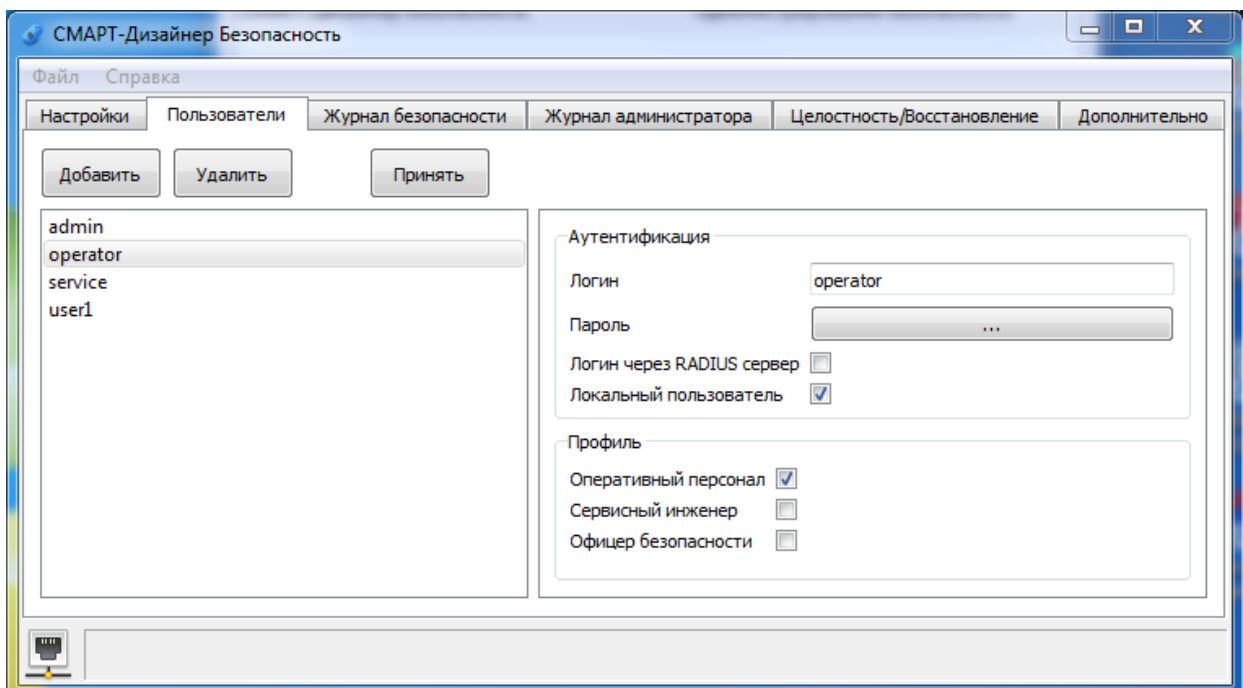 СМАРТ-Дизайнер Безопасность
Файл Справка
Настройки Пользователи Журнал безопасности Журнал администратора Целостность/Восстановление Дополнительно
Добавить Удалить Принять
admin
operator
service
user1
Аутентификация
Логин operator
Пароль ...
Логин через RADIUS сервер
Локальный пользователь
Профиль
Оперативный персонал
Сервисный инженер
Офицер безопасности